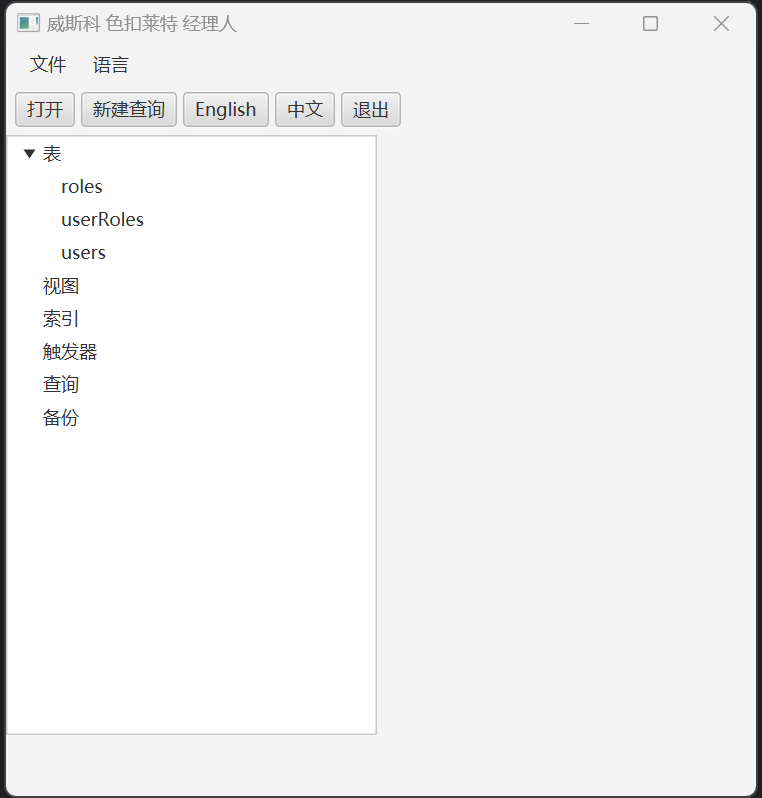 威斯科 色扣莱特 经理人
文件 语言
打开 新建查询 English 中文 退出
表
roles
userRoles
users
视图
索引
触发器
查询
备份